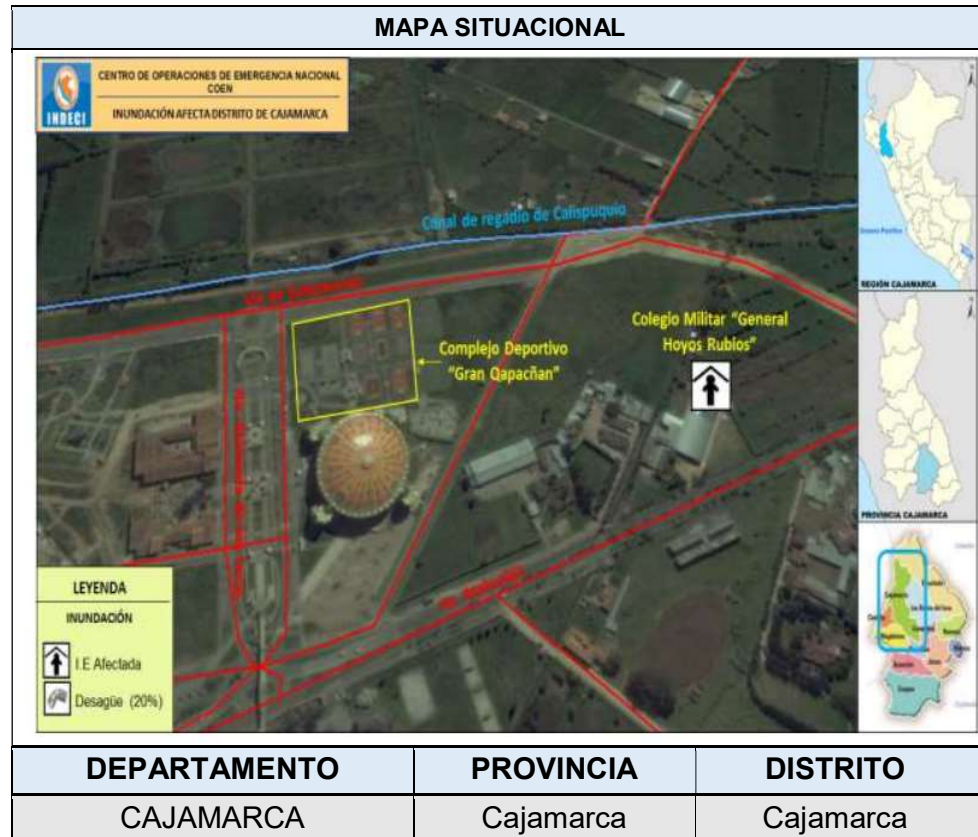 MAPA SITUACIONAL
INDECI
CENTRO DE OPERACIONES DE EMERGENCIA NACIONAL
COEN
INUNDACIÓN AFECTA DISTRITO DE CAJAMARCA
Canal de regadío de Calispuquio
Complejo Deportivo
"Gran Qapacñan"
Colegio Militar "General
Hoyos Rubios"
REGIÓN CAJAMARCA
PROVINCIA CAJAMARCA
LEYENDA
INUNDACIÓN
I.E Afectada
Desagüe (20%)
DEPARTAMENTO PROVINCIA DISTRITO
CAJAMARCA Cajamarca Cajamarca